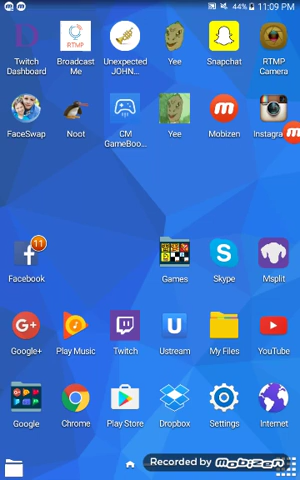 44% 11:09 PM
RTMP
Twitch Dashboard
Broadcast Me
Unexpected JOHN...
Yee
Snapchat
RTMP Camera
FaceSwap
Noot
CM GameBoo...
Yee
Mobizen
Instagra
11
Facebook
Games
Skype
Msplit
Google+
Play Music
Twitch
Ustream
My Files
YouTube
Google
Chrome
Play Store
Dropbox
Settings
Internet
Recorded by Mobizen